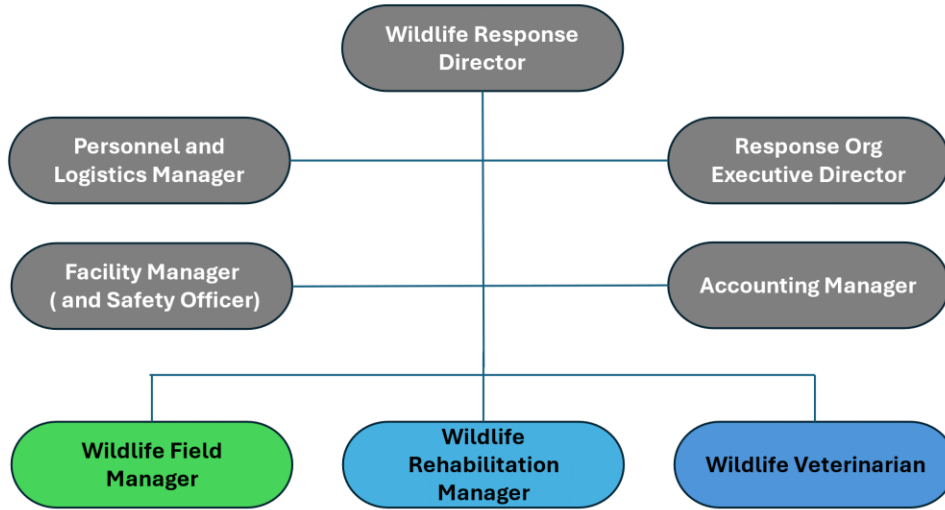 Wildlife Response
Director
Personnel and
Logistics Manager
Response Org
Executive Director
Facility Manager
( and Safety Officer)
Accounting Manager
Wildlife Field
Manager
Wildlife
Rehabilitation
Manager
Wildlife Veterinarian